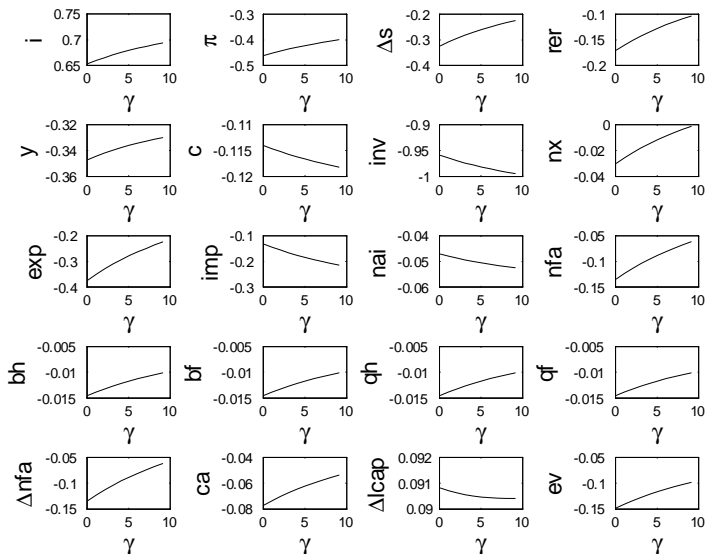 0.75 -0.3 -0.2 -0.1
i 0.7 π -0.4 Δs -0.3 rer -0.15
0.65 -0.5 -0.4 -0.2
0 5 10 0 5 10 0 5 10 0 5 10
γ γ γ γ
-0.32 -0.11 -0.9 0
y -0.34 c -0.115 inv -0.95 nx -0.02
-0.36 -0.12 -1 -0.04
0 5 10 0 5 10 0 5 10 0 5 10
γ γ γ γ
-0.2 -0.1 -0.04 -0.05
exp -0.3 imp -0.2 nai -0.05 nfa -0.1
-0.4 -0.3 -0.06 -0.15
0 5 10 0 5 10 0 5 10 0 5 10
γ γ γ γ
-0.005 -0.005 -0.005 -0.005
bh -0.01 bf -0.01 qh -0.01 qf -0.01
-0.015 -0.015 -0.015 -0.015
0 5 10 0 5 10 0 5 10 0 5 10
γ γ γ γ
-0.05 -0.04 0.092 -0.05
Δnfa -0.1 ca -0.06 Δlcap 0.091 ev -0.1
-0.15 -0.08 0.09 -0.15
0 5 10 0 5 10 0 5 10 0 5 10
γ γ γ γ